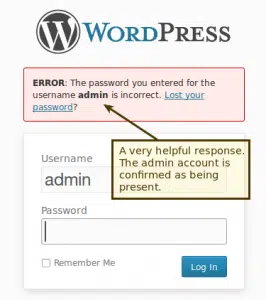 WORDPRESS
ERROR: The password you entered for the
username admin is incorrect. Lost your
password?
A very helpful response.
The admin account is
confirmed as being
present.
Username
admin
Password
Remember Me
Log In